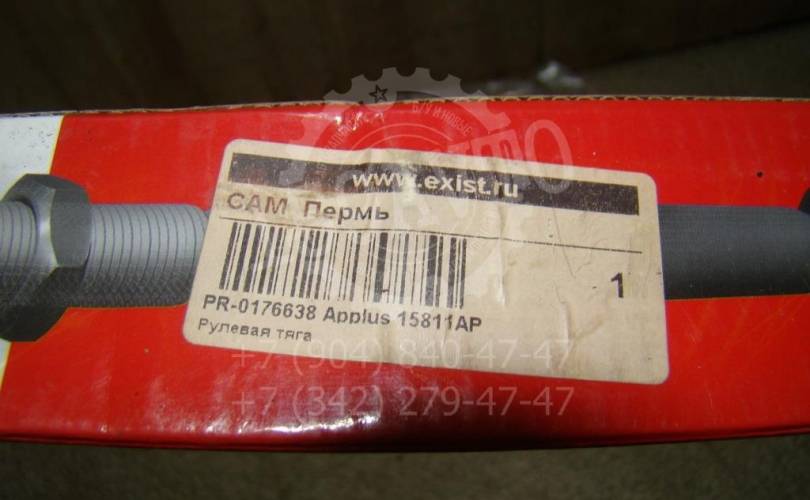 Б/У И НОВЫЕ
www.exist.ru
САМ Пермь
1
PR-0176638 Applus 15811AP
Рулевая тяга
+7 (904) 840-47-47
+7 (342) 279-47-47